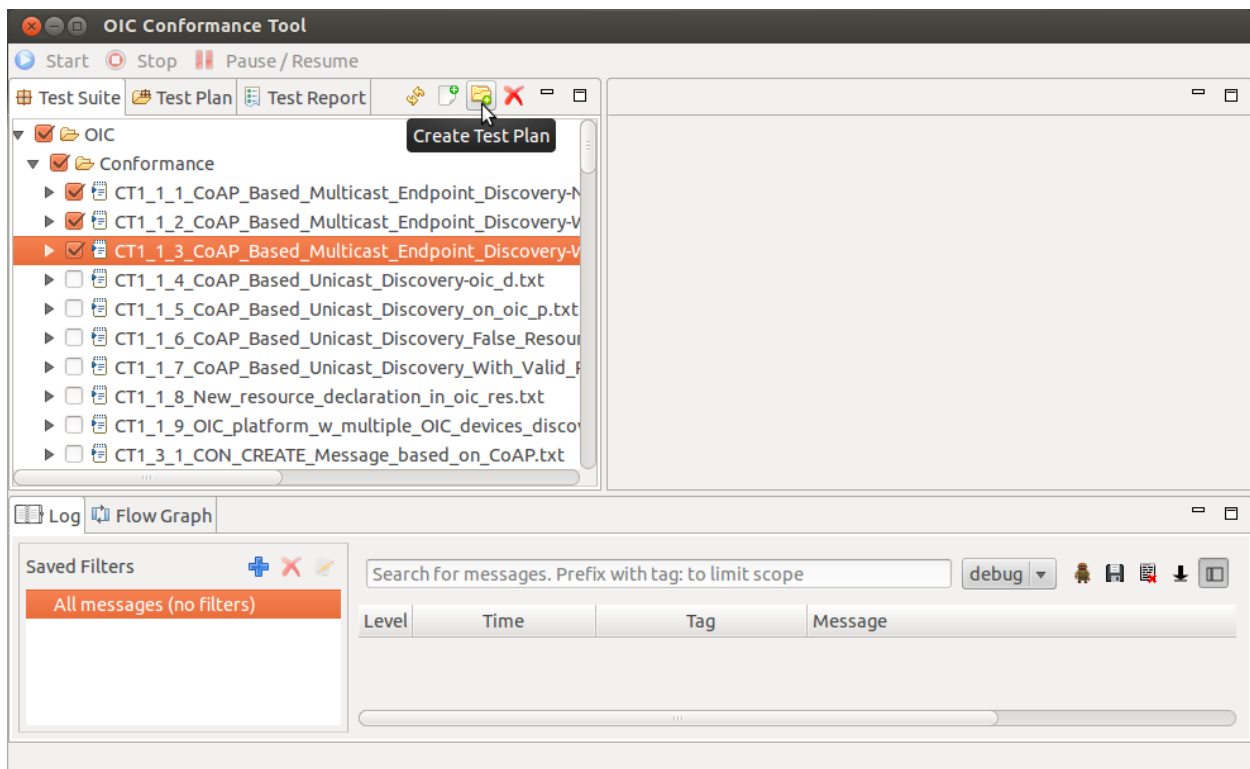 OIC Conformance Tool
Start Stop Pause / Resume
Test Suite Test Plan Test Report
Create Test Plan
OIC
Conformance
CT1_1_1_CoAP_Based_Multicast_Endpoint_Discovery-N
CT1_1_2_CoAP_Based_Multicast_Endpoint_Discovery-V
CT1_1_3_CoAP_Based_Multicast_Endpoint_Discovery-V
CT1_1_4_CoAP_Based_Unicast_Discovery-oic_d.txt
CT1_1_5_CoAP_Based_Unicast_Discovery_on_oic_p.txt
CT1_1_6_CoAP_Based_Unicast_Discovery_False_Resour
CT1_1_7_CoAP_Based_Unicast_Discovery_With_Valid_F
CT1_1_8_New_resource_declaration_in_oic_res.txt
CT1_1_9_OIC_platform_w_multiple_OIC_devices_disco
CT1_3_1_CON_CREATE_Message_based_on_CoAP.txt
Log Flow Graph
Saved Filters
All messages (no filters)
Search for messages. Prefix with tag: to limit scope
debug
Level Time Tag Message